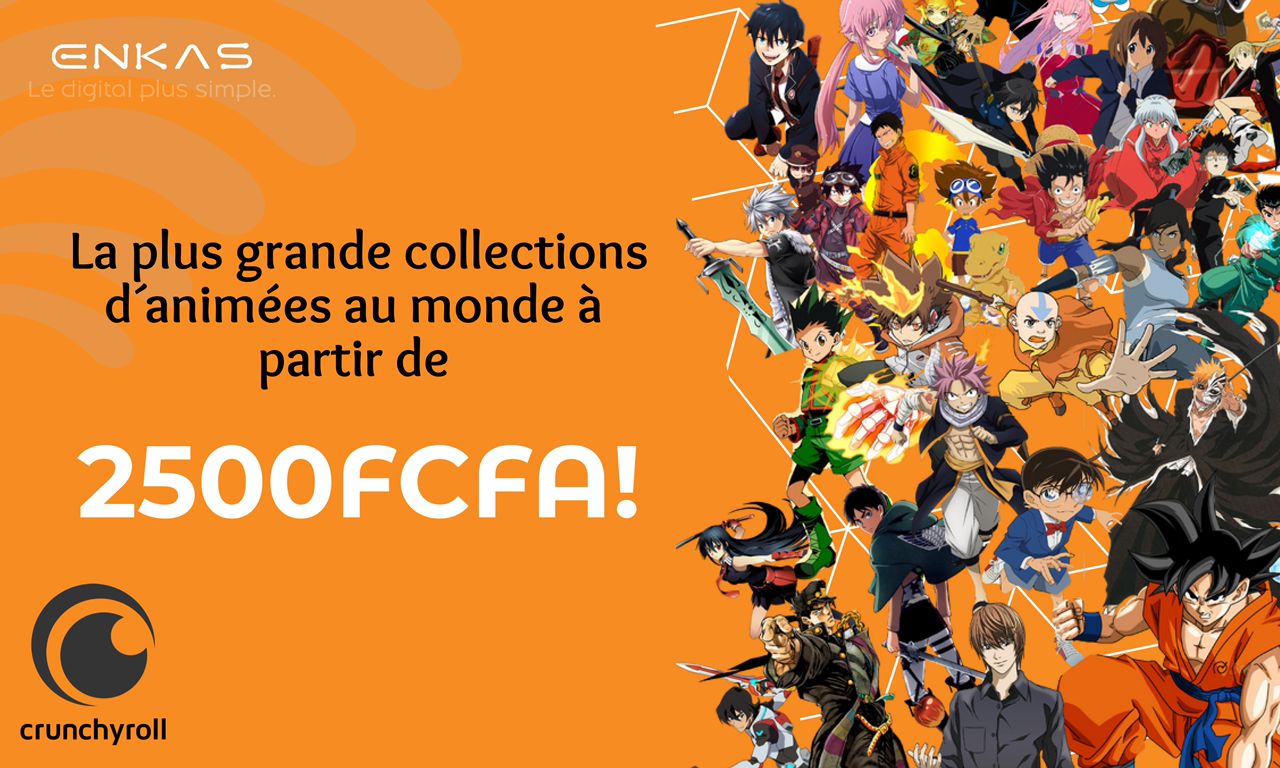 ENKAS
Le digital plus simple.
La plus grande collections
d´animées au monde à
partir de
2500FCFA!
crunchyroll